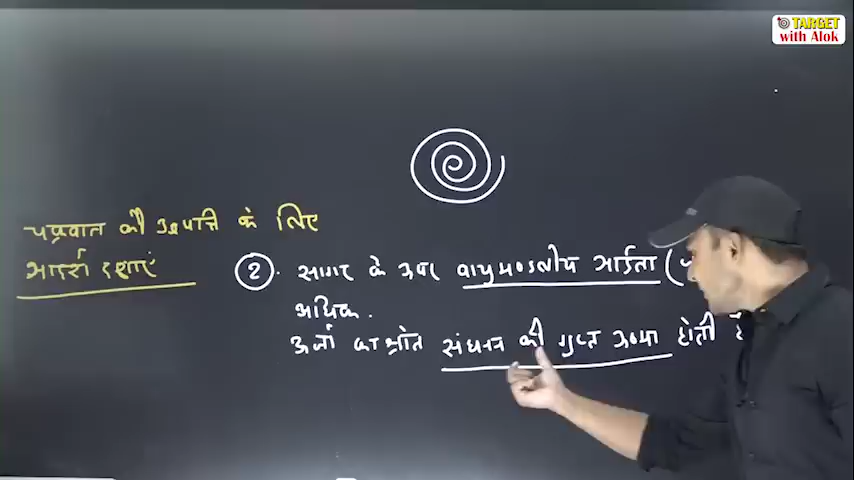 TARGET
with Alok
चक्रवात की उत्पत्ति के लिए
आदर्श दशाएं
2. सागर के ऊपर वायुमण्डलीय आर्द्रता (
अधिक.
ऊर्जा का स्रोत संघनन की गुप्त ऊष्मा होती है